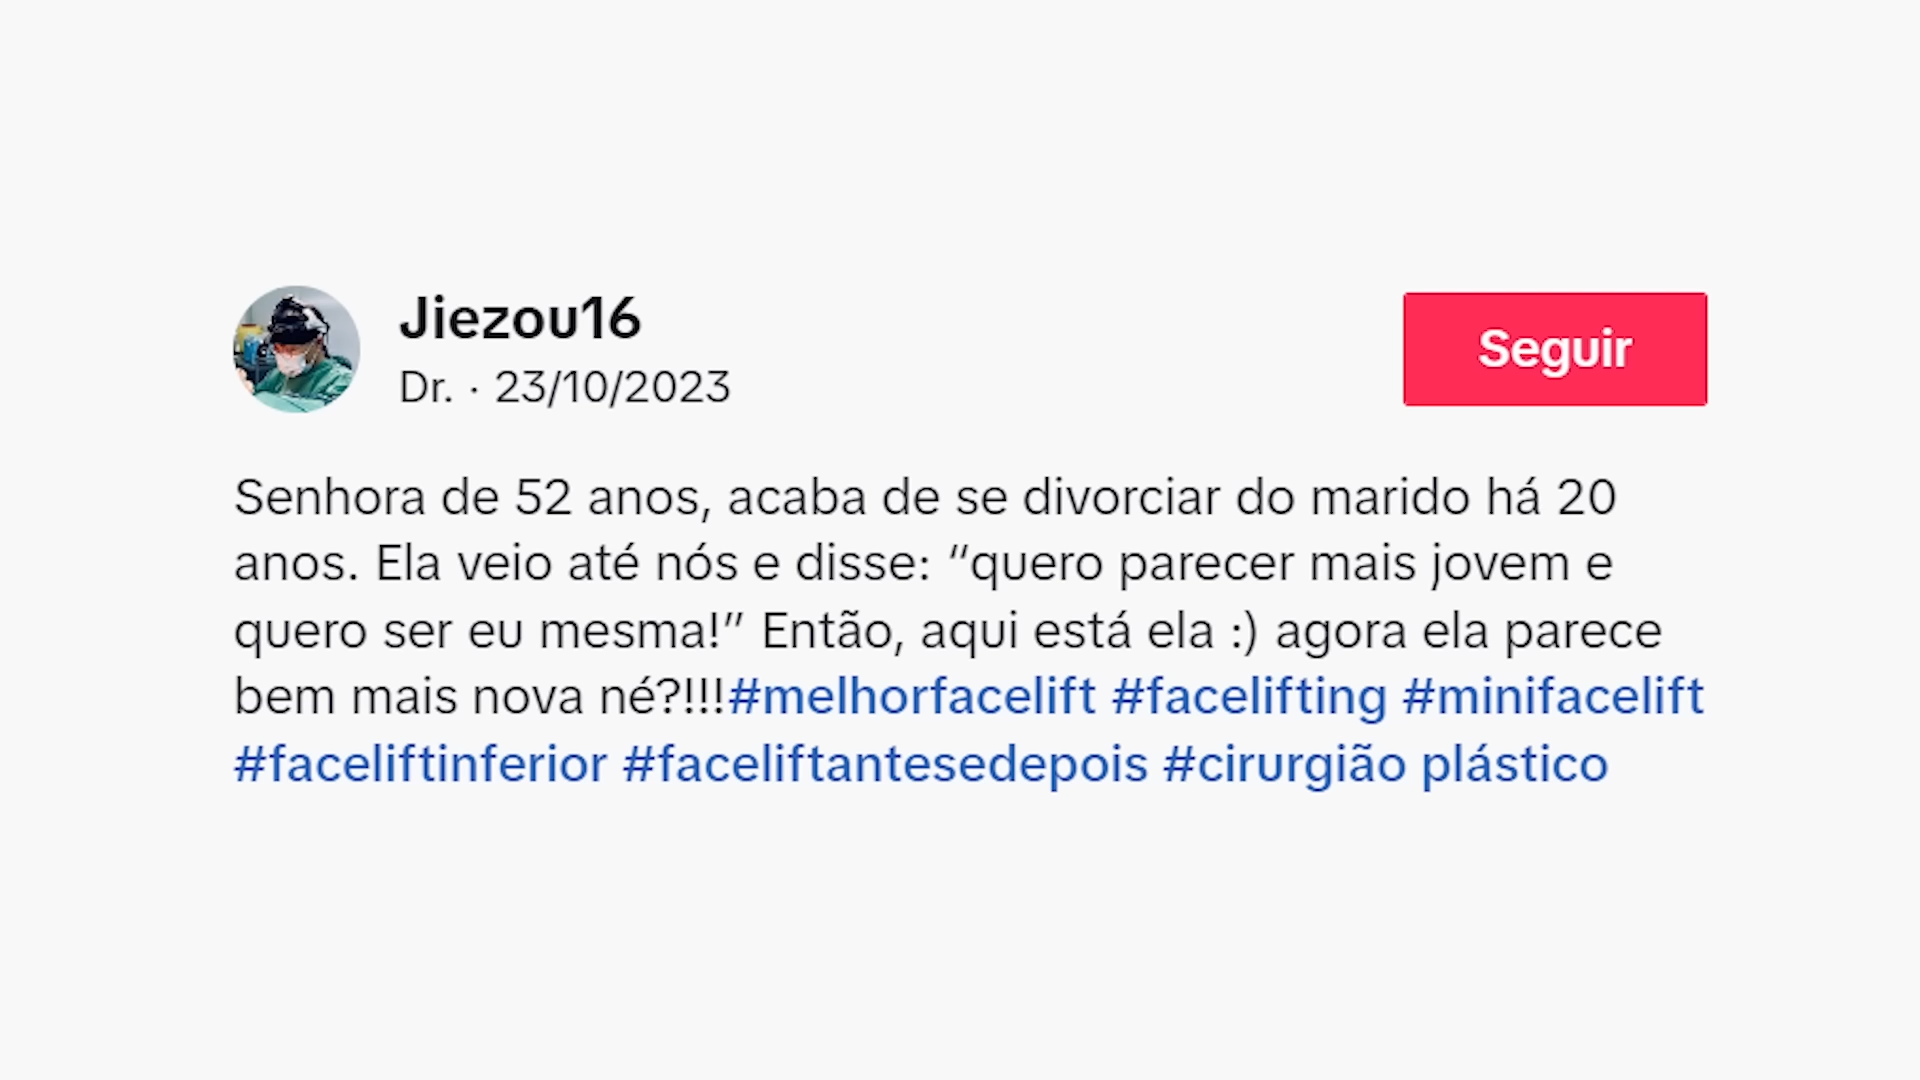 Jiezou16
Dr. · 23/10/2023
Seguir
Senhora de 52 anos, acaba de se divorciar do marido há 20
anos. Ela veio até nós e disse: “quero parecer mais jovem e
quero ser eu mesma!” Então, aqui está ela :) agora ela parece
bem mais nova né?!!!#melhorfacelift #facelifting #minifacelift
#faceliftinferior #faceliftantesedepois #cirurgião plástico